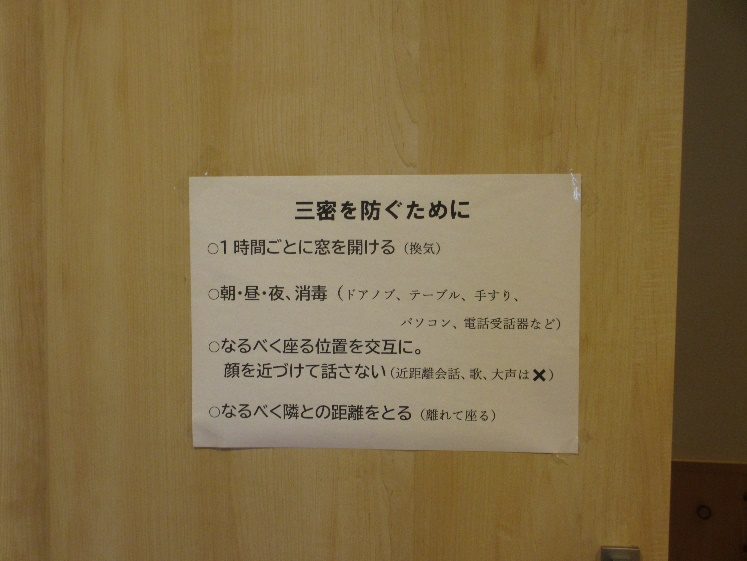 三密を防ぐために
○1時間ごとに窓を開ける（換気）
○朝・昼・夜、消毒（ドアノブ、テーブル、手すり、
パソコン、電話受話器など）
○なるべく座る位置を交互に。
顔を近づけて話さない（近距離会話、歌、大声は✖）
○なるべく隣との距離をとる（離れて座る）